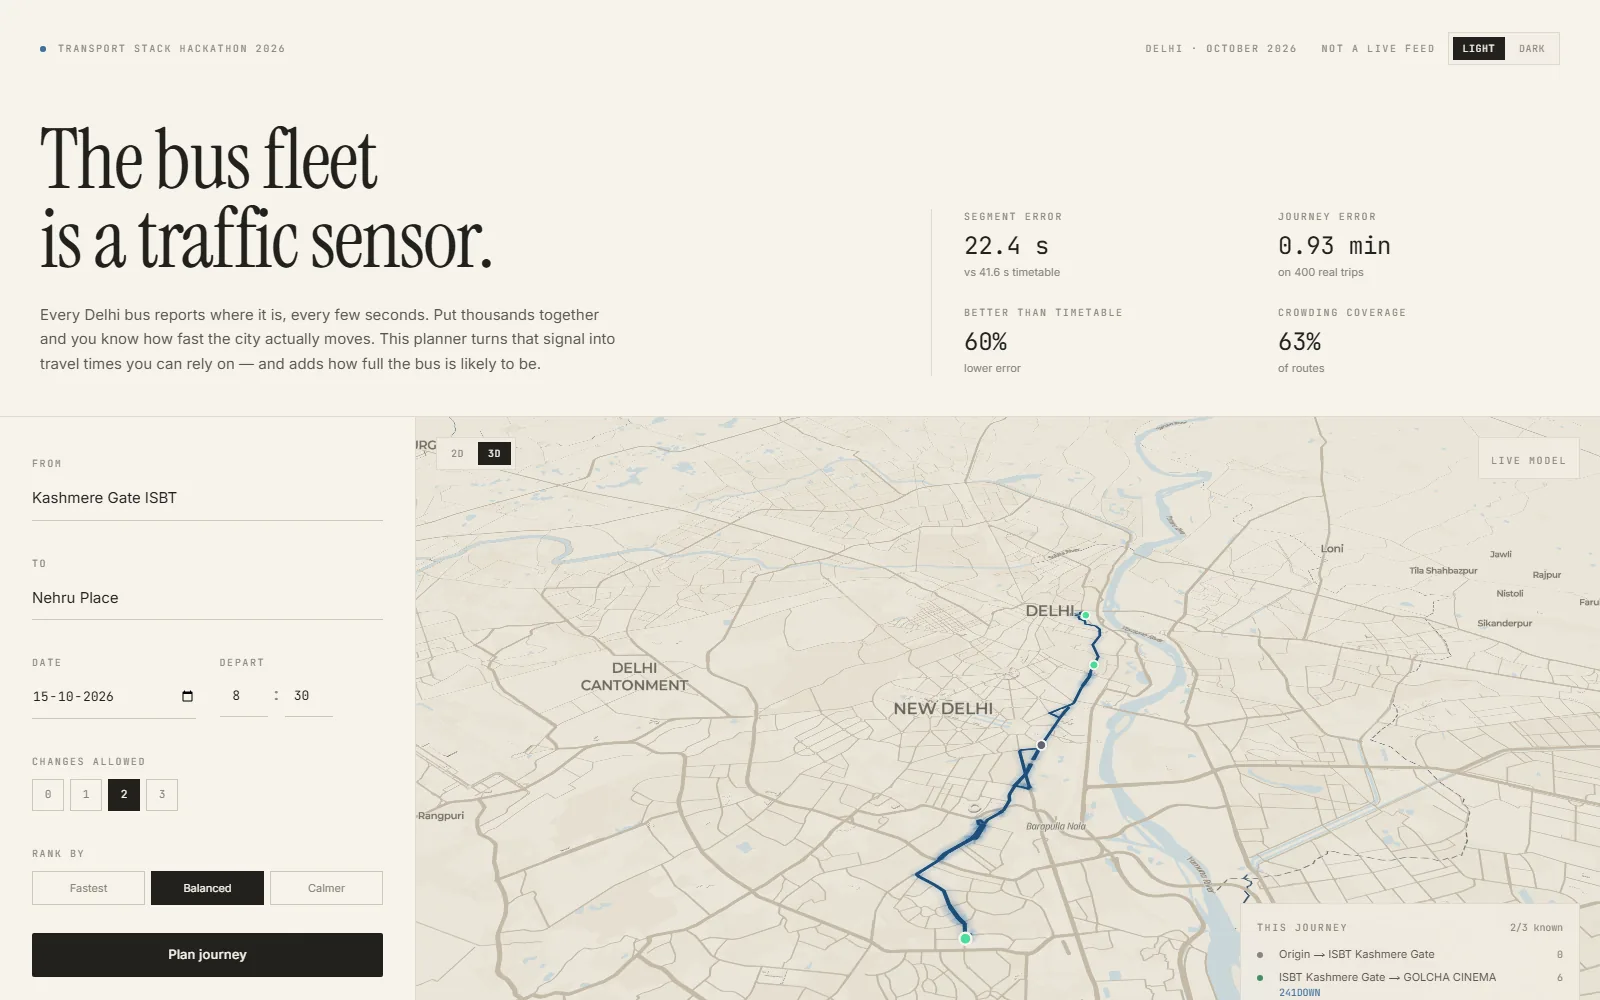 TRANSPORT STACK HACKATHON 2026
DELHI · OCTOBER 2026
NOT A LIVE FEED
LIGHT
DARK
The bus fleet
is a traffic sensor.
Every Delhi bus reports where it is, every few seconds. Put thousands together
and you know how fast the city actually moves. This planner turns that signal into
travel times you can rely on — and adds how full the bus is likely to be.
SEGMENT ERROR
22.4 s
vs 41.6 s timetable
JOURNEY ERROR
0.93 min
on 400 real trips
BETTER THAN TIMETABLE
60%
lower error
CROWDING COVERAGE
63%
of routes
FROM
Kashmere Gate ISBT
TO
Nehru Place
DATE
15-10-2026
DEPART
8 : 30
CHANGES ALLOWED
0
1
2
3
RANK BY
Fastest
Balanced
Calmer
Plan journey
URG
2D
3D
LIVE MODEL
Loni
Jawli
Tila Shahbazpur
Rajpur
Nistoli
Faru
Sikanderpur
DELHI
DELHI
CANTONMENT
NEW DELHI
Rangpuri
Barapulla Nala
THIS JOURNEY
2/3 known
Origin → ISBT Kashmere Gate
8
ISBT Kashmere Gate → GOLCHA CINEMA
6
241DOWN